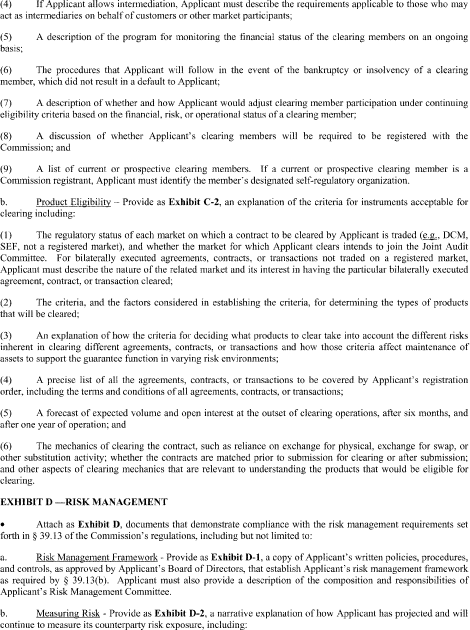 (4) If Applicant allows intermediation, Applicant must describe the requirements applicable to those who may
act as intermediaries on behalf of customers or other market participants;
(5) A description of the program for monitoring the financial status of the clearing members on an ongoing
basis;
(6) The procedures that Applicant will follow in the event of the bankruptcy or insolvency of a clearing
member, which did not result in a default to Applicant;
(7) A description of whether and how Applicant would adjust clearing member participation under continuing
eligibility criteria based on the financial, risk, or operational status of a clearing member;
(8) A discussion of whether Applicant's clearing members will be required to be registered with the
Commission; and
(9) A list of current or prospective clearing members. If a current or prospective clearing member is a
Commission registrant, Applicant must identify the member's designated self-regulatory organization.
b. Product Eligibility – Provide as Exhibit C-2, an explanation of the criteria for instruments acceptable for
clearing including:
(1) The regulatory status of each market on which a contract to be cleared by Applicant is traded (e.g., DCM,
SEF, not a registered market), and whether the market for which Applicant clears intends to join the Joint Audit
Committee. For bilaterally executed agreements, contracts, or transactions not traded on a registered market,
Applicant must describe the nature of the related market and its interest in having the particular bilaterally executed
agreement, contract, or transaction cleared;
(2) The criteria, and the factors considered in establishing the criteria, for determining the types of products
that will be cleared;
(3) An explanation of how the criteria for deciding what products to clear take into account the different risks
inherent in clearing different agreements, contracts, or transactions and how those criteria affect maintenance of
assets to support the guarantee function in varying risk environments;
(4) A precise list of all the agreements, contracts, or transactions to be covered by Applicant's registration
order, including the terms and conditions of all agreements, contracts, or transactions;
(5) A forecast of expected volume and open interest at the outset of clearing operations, after six months, and
after one year of operation; and
(6) The mechanics of clearing the contract, such as reliance on exchange for physical, exchange for swap, or
other substitution activity; whether the contracts are matched prior to submission for clearing or after submission;
and other aspects of clearing mechanics that are relevant to understanding the products that would be eligible for
clearing.
EXHIBIT D —RISK MANAGEMENT
• Attach as Exhibit D, documents that demonstrate compliance with the risk management requirements set
forth in § 39.13 of the Commission's regulations, including but not limited to:
a. Risk Management Framework - Provide as Exhibit D-1, a copy of Applicant's written policies, procedures,
and controls, as approved by Applicant's Board of Directors, that establish Applicant's risk management framework
as required by § 39.13(b). Applicant must also provide a description of the composition and responsibilities of
Applicant's Risk Management Committee.
b. Measuring Risk - Provide as Exhibit D-2, a narrative explanation of how Applicant has projected and will
continue to measure its counterparty risk exposure, including: